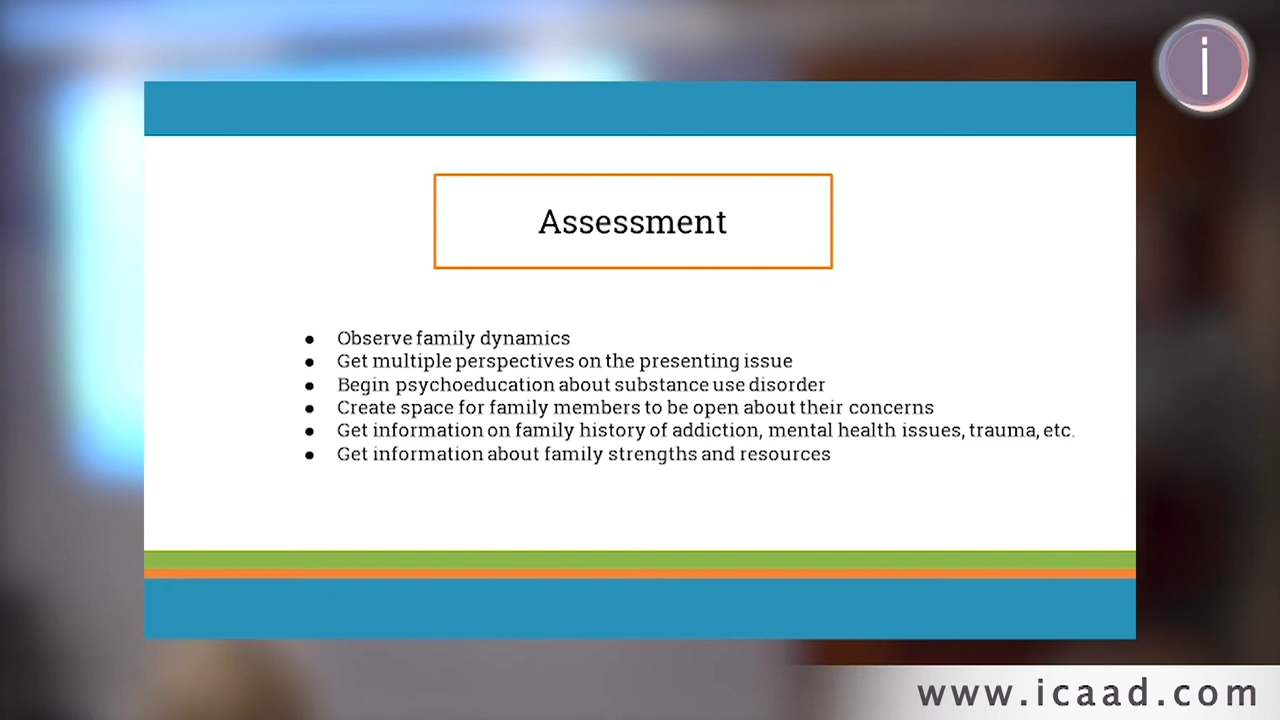 i
Assessment
● Observe family dynamics
● Get multiple perspectives on the presenting issue
● Begin psychoeducation about substance use disorder
● Create space for family members to be open about their concerns
● Get information on family history of addiction, mental health issues, trauma, etc.
● Get information about family strengths and resources
www.icaad.com